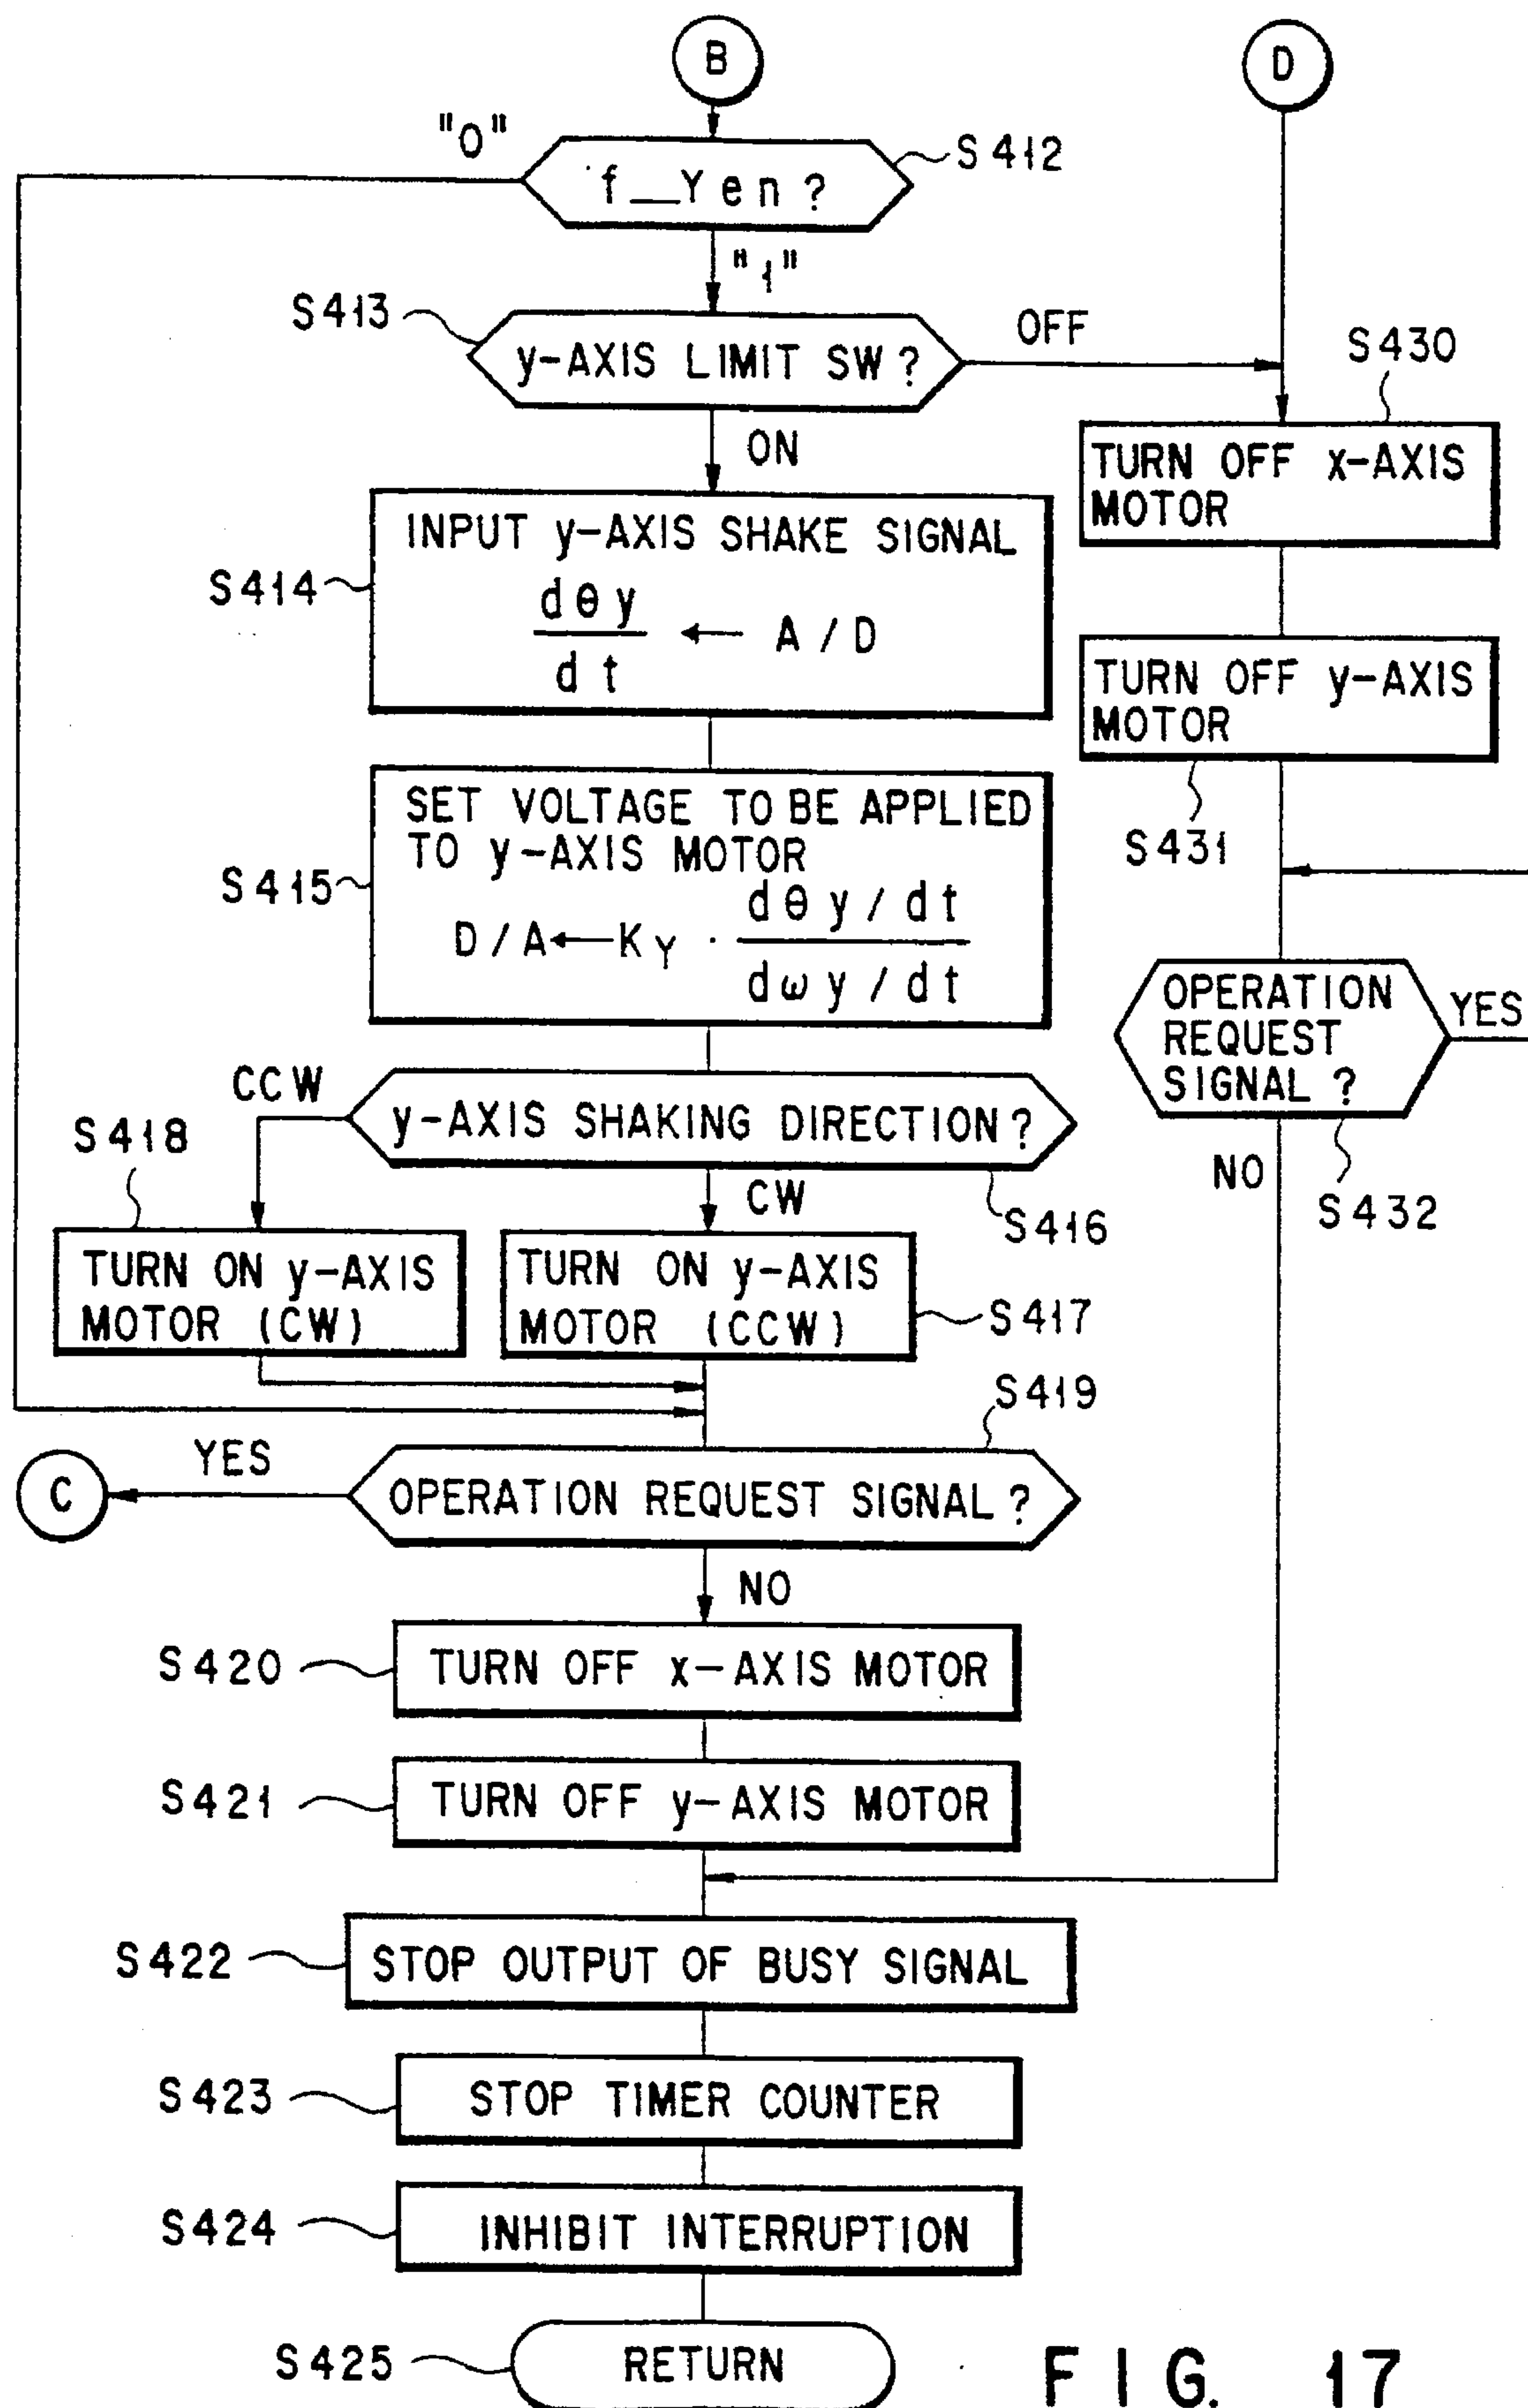 B
D
"0"
f_Yen?
S412
"1"
S413
y-AXIS LIMIT SW?
OFF
S430
ON
TURN OFF x-AXIS
MOTOR
INPUT y-AXIS SHAKE SIGNAL
S414
dθy
dt
← A/D
TURN OFF y-AXIS
MOTOR
S431
SET VOLTAGE TO BE APPLIED
TO y-AXIS MOTOR
S415
D/A←K Y · dθy/dt
dωy/dt
OPERATION
REQUEST
SIGNAL?
YES
NO
S432
CCW
y-AXIS SHAKING DIRECTION?
S418
CW
S416
TURN ON y-AXIS
MOTOR (CW)
TURN ON y-AXIS
MOTOR (CCW)
S417
S419
C
YES
OPERATION REQUEST SIGNAL?
NO
S420
TURN OFF x-AXIS MOTOR
S421
TURN OFF y-AXIS MOTOR
S422
STOP OUTPUT OF BUSY SIGNAL
S423
STOP TIMER COUNTER
S424
INHIBIT INTERRUPTION
S425
RETURN
FIG. 17